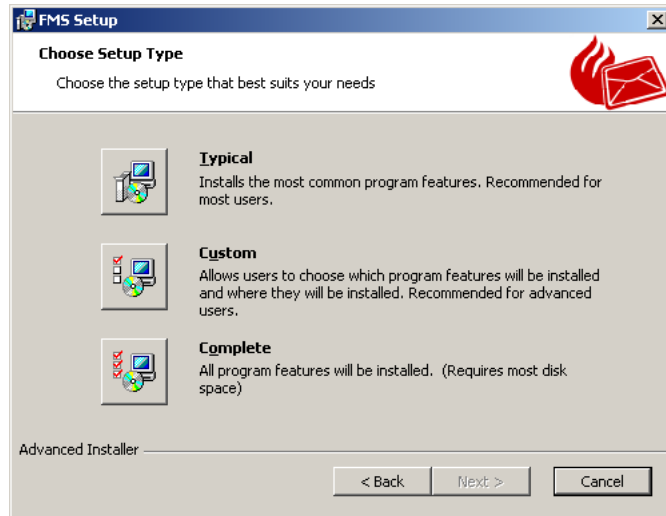 FMS Setup
Choose Setup Type
Choose the setup type that best suits your needs
Typical
Installs the most common program features. Recommended for
most users.
Custom
Allows users to choose which program features will be installed
and where they will be installed. Recommended for advanced
users.
Complete
All program features will be installed. (Requires most disk
space)
Advanced Installer
< Back Next > Cancel